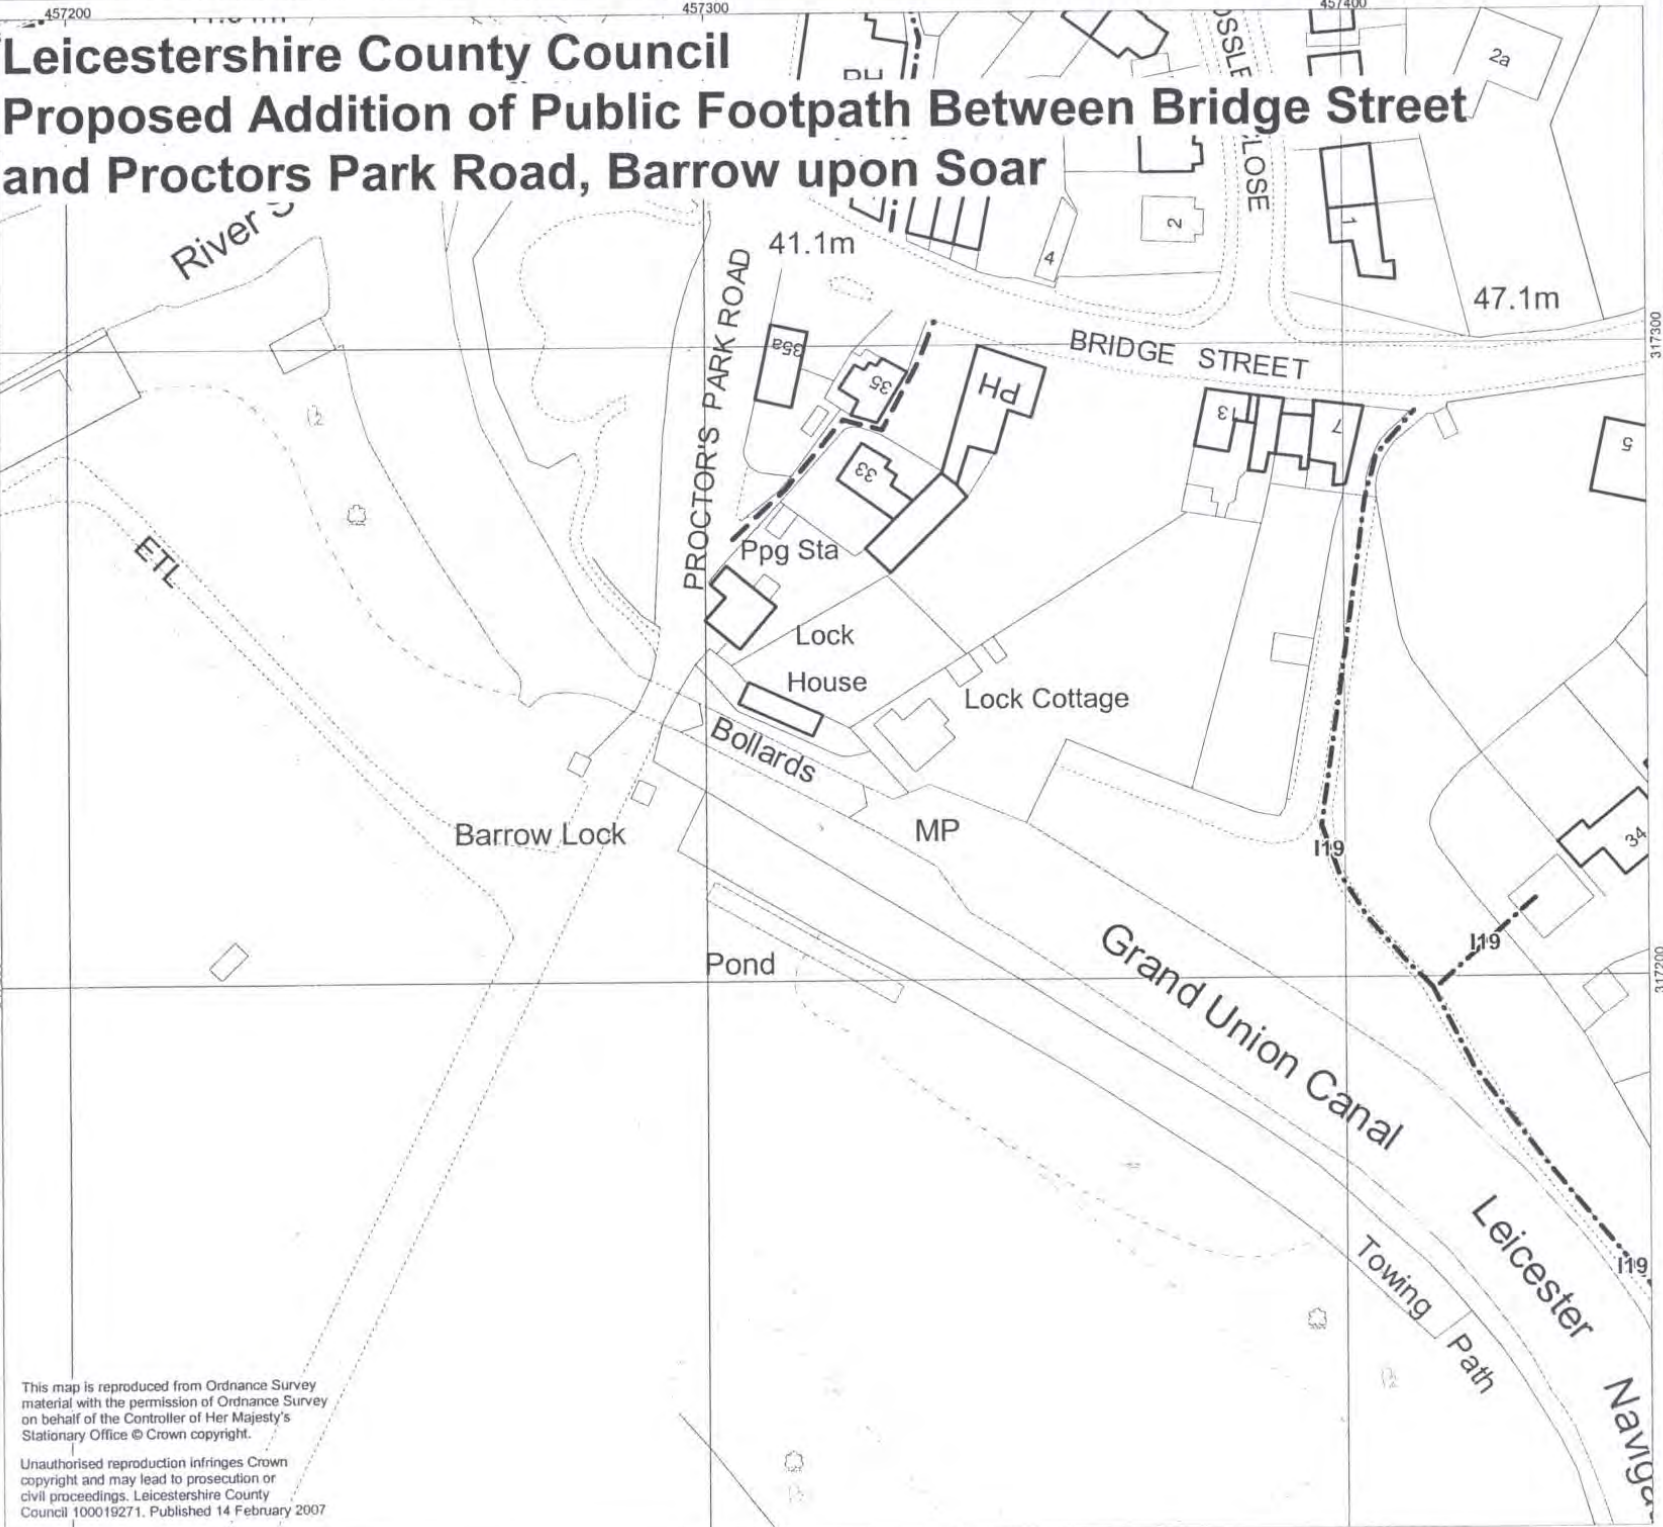 457200
457300
457400
Leicestershire County Council
Proposed Addition of Public Footpath Between Bridge Street
and Proctors Park Road, Barrow upon Soar
2a
LOSE
2
1
4
River
41.1m
47.1m
317300
PROCTOR'S PARK ROAD
35a
35
BRIDGE STREET
PH
13
7
5
33
Ppg Sta
ETL
Lock
House
Lock Cottage
Bollards
Barrow Lock
MP
I19
34
I19
Pond
317200
Grand Union Canal
Leicester
I19
Towing
Path
This map is reproduced from Ordnance Survey
material with the permission of Ordnance Survey
on behalf of the Controller of Her Majesty's
Stationary Office © Crown copyright.
Unauthorised reproduction infringes Crown
copyright and may lead to prosecution or
civil proceedings. Leicestershire County
Council 100019271. Published 14 February 2007